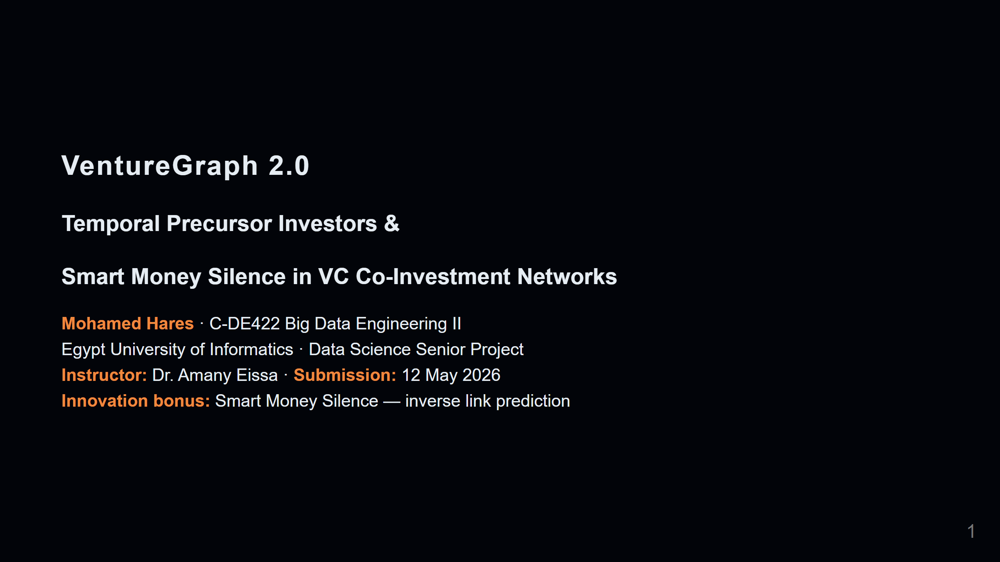 VentureGraph 2.0
Temporal Precursor Investors &
Smart Money Silence in VC Co-Investment Networks
Mohamed Hares · C-DE422 Big Data Engineering II
Egypt University of Informatics · Data Science Senior Project
Instructor: Dr. Amany Eissa · Submission: 12 May 2026
Innovation bonus: Smart Money Silence — inverse link prediction
1